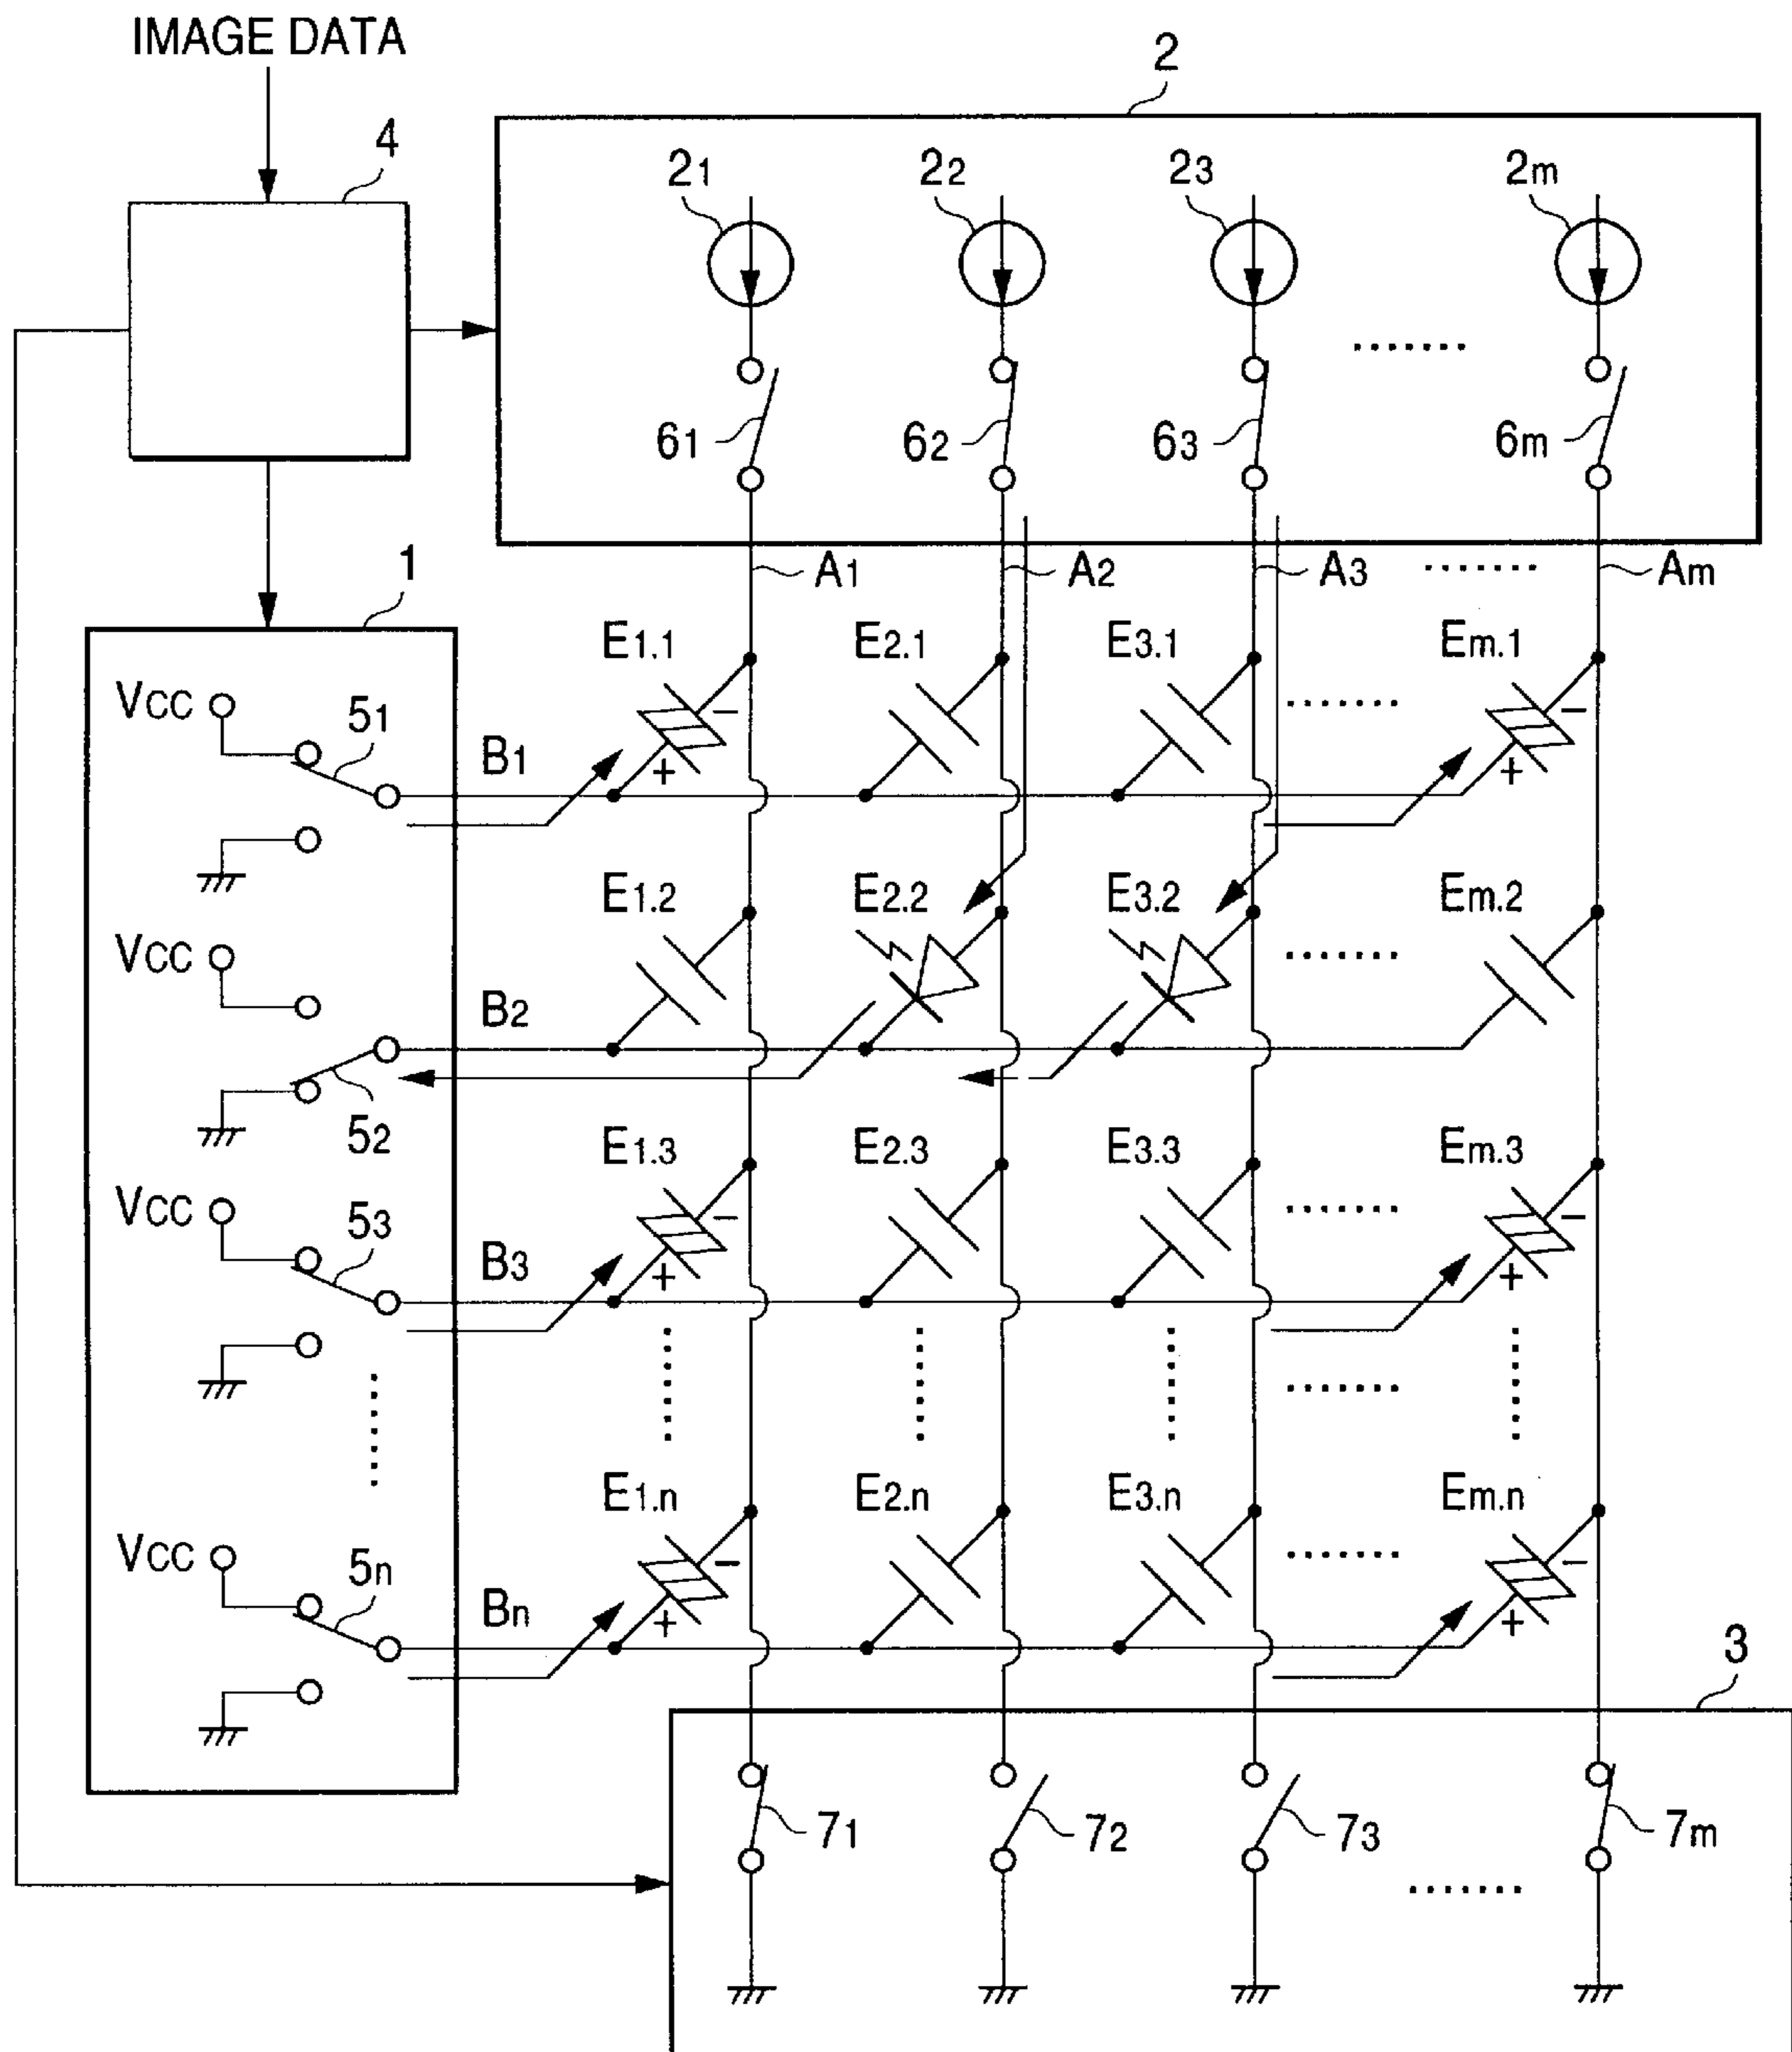 IMAGE DATA
2
4
21 22 23 2m
61 62 63 6m
A1 A2 A3 ....... Am
1
E1.1 E2.1 E3.1 Em.1
VCC 51 − ....... −
B1 + +
E1.2 E2.2 E3.2 Em.2
VCC .......
B2
52
E1.3 E2.3 E3.3 Em.3
VCC 53 − ....... −
B3 + +
E1.n E2.n E3.n Em.n
VCC 5n − ....... −
Bn + +
3
71 72 73 7m